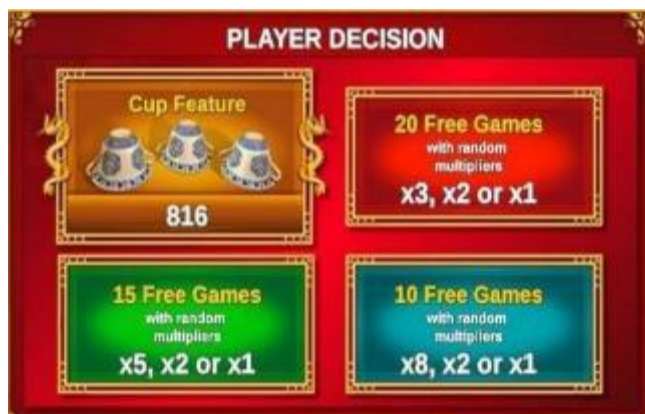 PLAYER DECISION
Cup Feature
816
20 Free Games
with random
multipliers
x3, x2 or x1
15 Free Games
with random
multipliers
x5, x2 or x1
10 Free Games
with random
multipliers
x8, x2 or x1